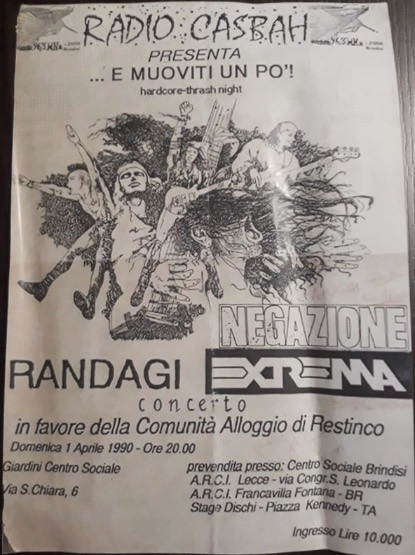 RADIO CASBAH
PRESENTA
... E MUOVITI UN PO'!
hardcore-thrash night
NEGAZIONE
RANDAGI EXTREMA
concerto
in favore della Comunità Alloggio di Restinco
Domenica 1 Aprile 1990 - Ore 20.00
Giardini Centro Sociale
Via S.Chiara, 6
prevendita presso: Centro Sociale Brindisi
A.R.C.I. Lecce - via Congr.S. Leonardo
A.R.C.I. Francavilla Fontana - BR
Stage Dischi - Piazza Kennedy - TA
Ingresso Lire 10.000